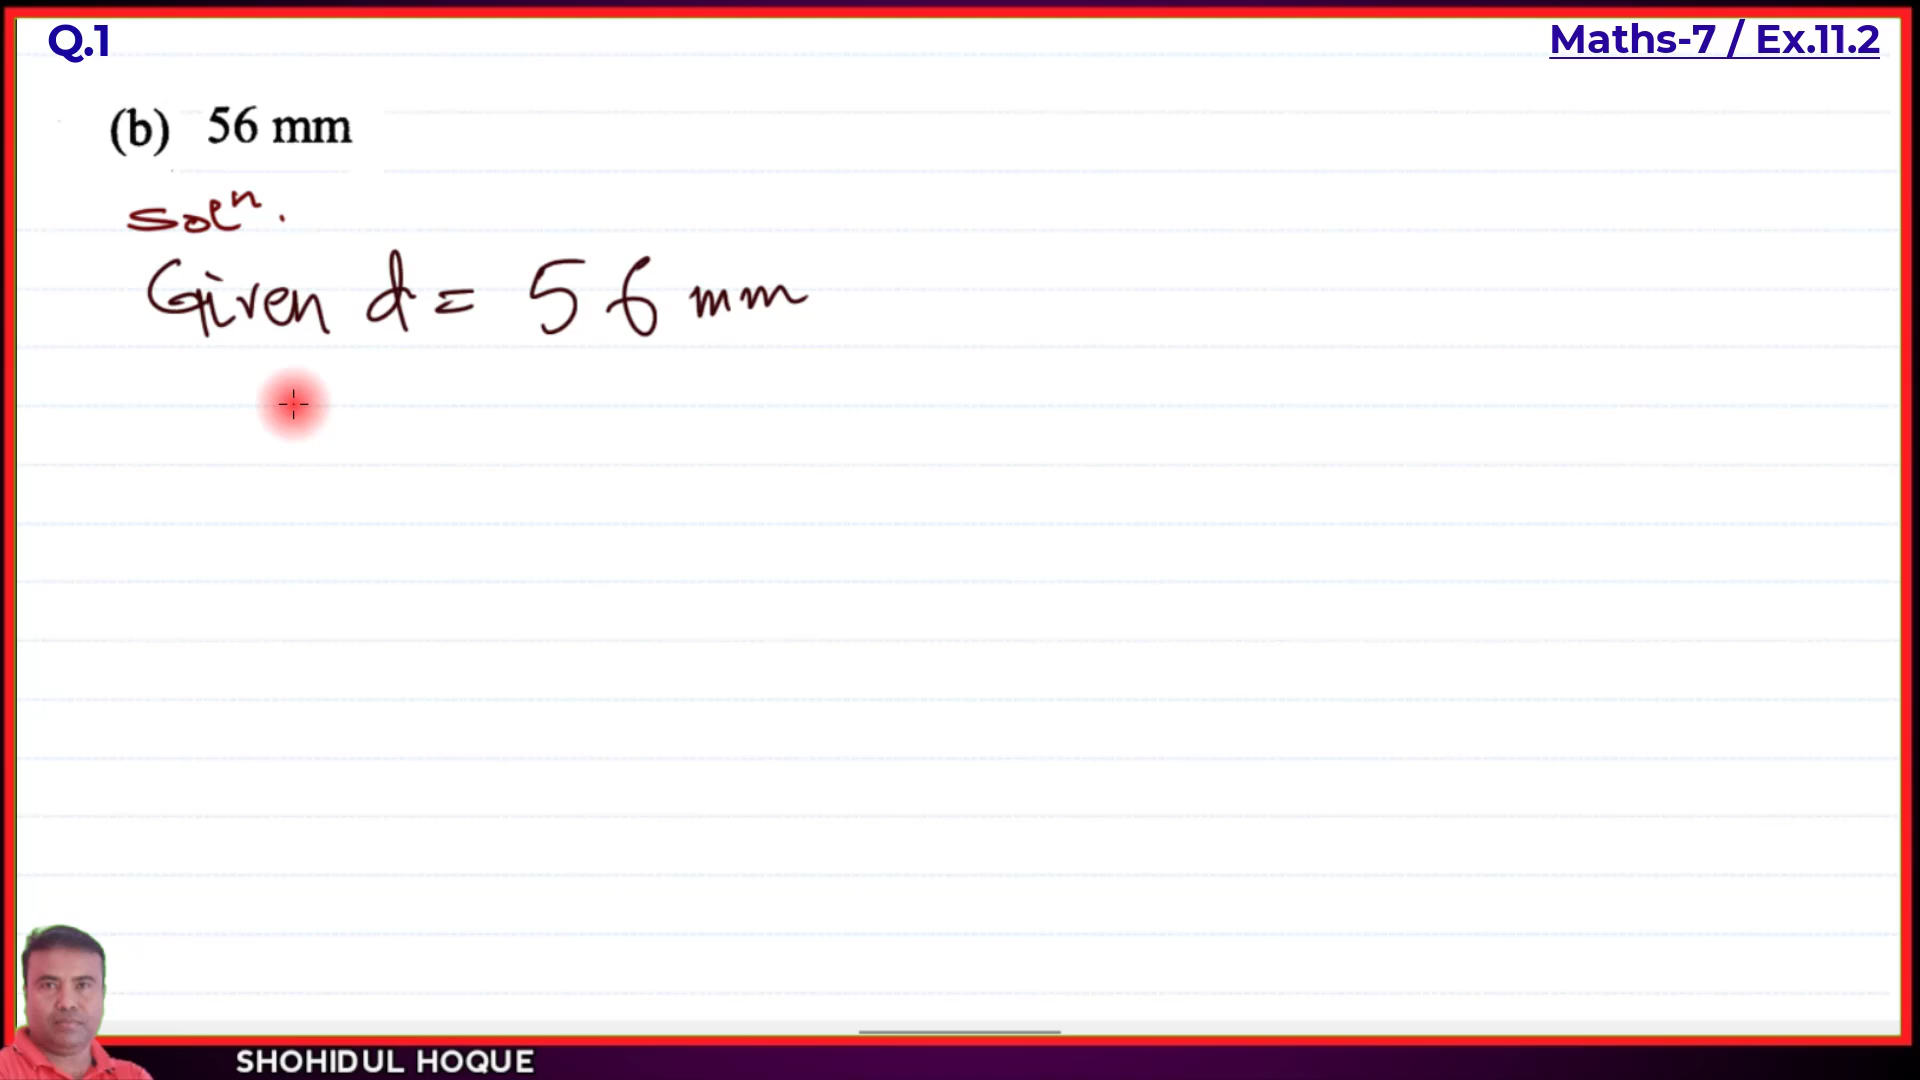 Q.1
Maths-7 / Ex.11.2
(b) 56 mm
Solⁿ.
Given d = 56 mm
SHOHIDUL HOQUE